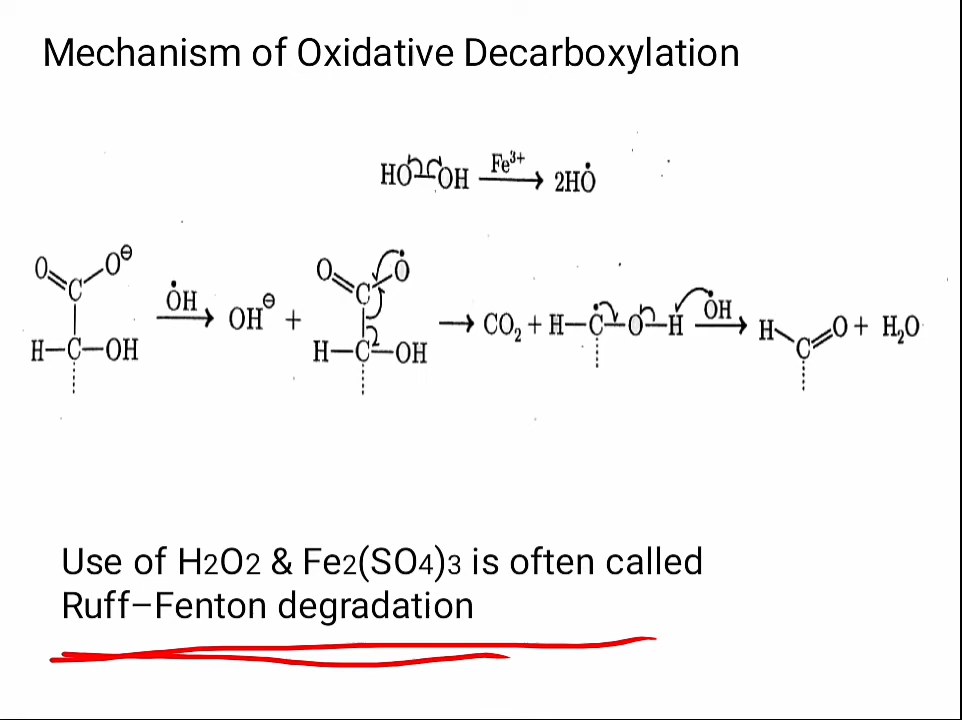 Mechanism of Oxidative Decarboxylation
HO OH Fe³⁺ → 2HȮ
O C O⊖ H–C–OH ȮH → OH⊖ + O C Ȯ H–C–OH → CO₂ + H–Ċ–O–H ȮH → H C O + H₂O
Use of H2O2 & Fe2(SO4)3 is often called
Ruff–Fenton degradation